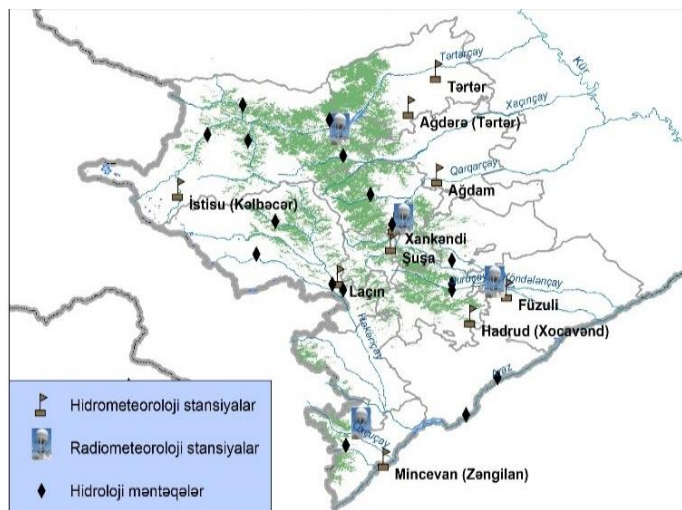 Tərtərçay
Kür
Tərtər
Xaçınçay
Ağdərə (Tərtər)
Qarqarçay
Ağdam
İstisu (Kəlbəcər)
Xankəndi
Şuşa
Köndələnçay
Laçın
Füzuli
Hadrud (Xocavənd)
Həkərıçay
Araz
Mincevan (Zəngilan)
Hidrometeoroloji stansiyalar
Radiometeoroloji stansiyalar
Hidroloji məntəqələr